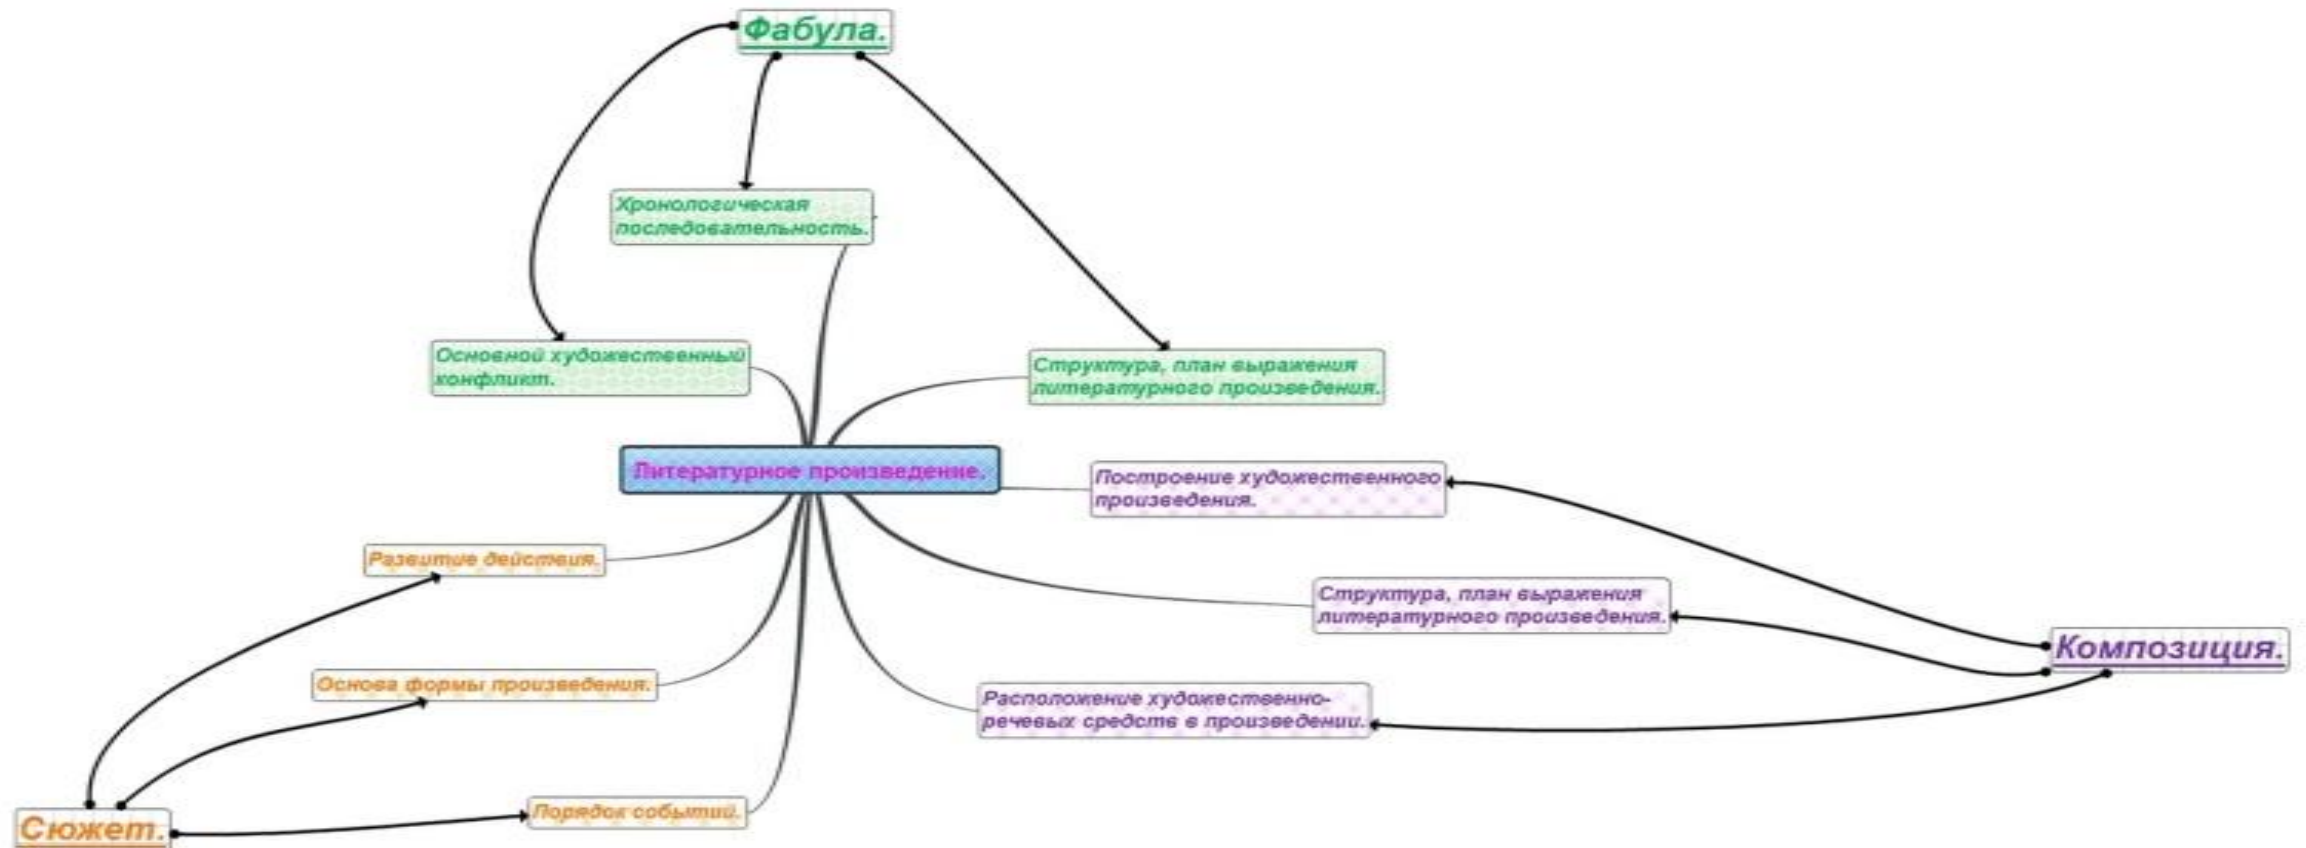 Фабула.
Хронологическая
последовательность.
Основной художественный
конфликт.
Структура, план выражения
литературного произведения.
Литературное произведение.
Построение художественного
произведения.
Развитие действия.
Структура, план выражения
литературного произведения.
Композиция.
Основа формы произведения.
Расположение художественно-
речевых средств в произведении.
Порядок событий.
Сюжет.